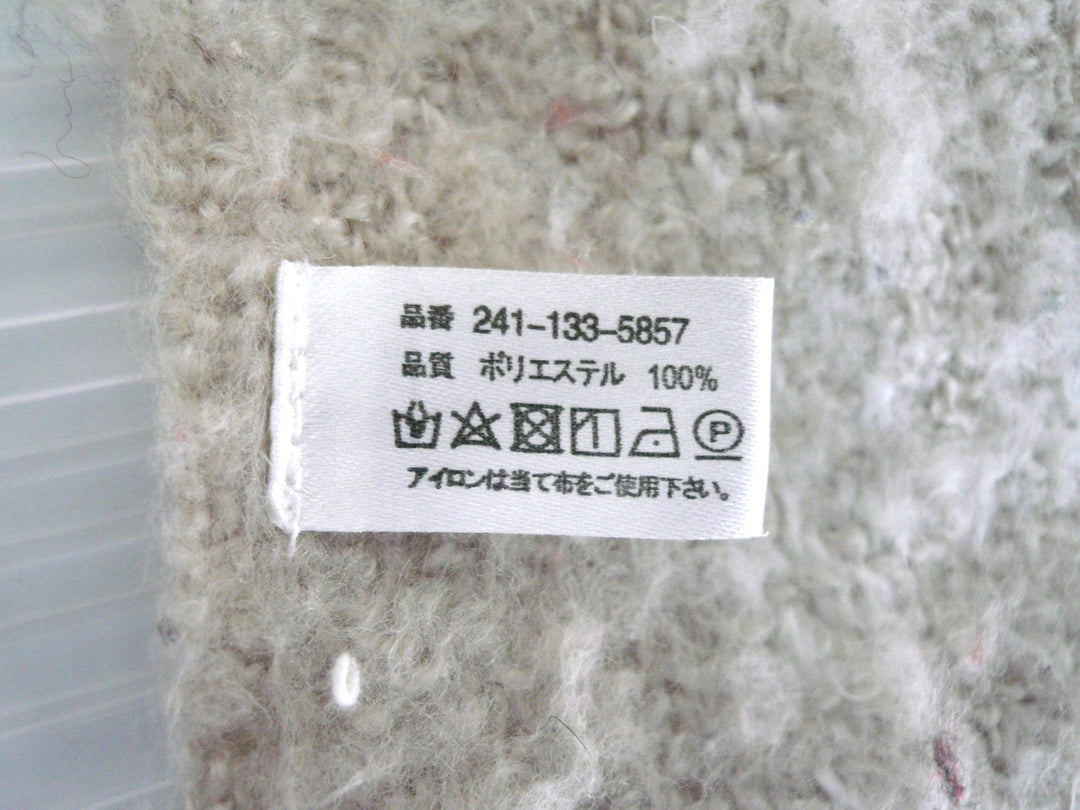 品番 241-133-5857
品質 ポリエステル 100%
P
アイロンは当て布をご使用下さい。